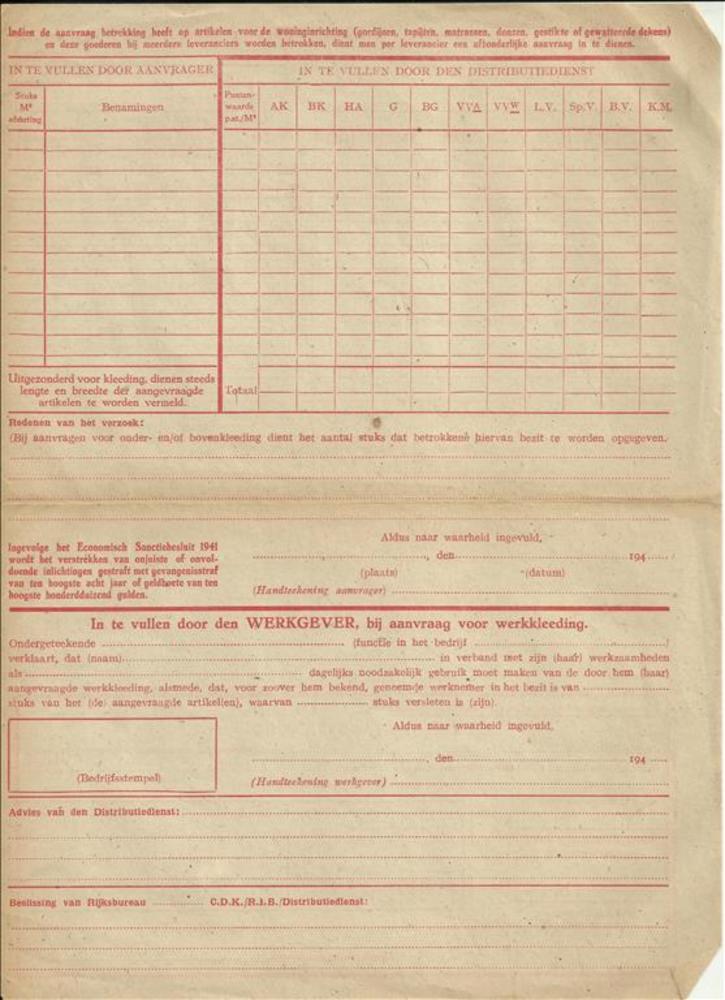 Indien de aanvraag betrekking heeft op artikelen voor de woninginrichting (gordijnen, tapijten, matrassen, donzen, gestikte of gewatteerde dekens)
en deze goederen bij meerdere leveranciers worden betrokken, dient men per leverancier een afzonderlijke aanvraag in te dienen.
IN TE VULLEN DOOR AANVRAGER
IN TE VULLEN DOOR DEN DISTRIBUTIEDIENST
Stuks
M²
afdeeling
Benamingen
Punten-
waarde
p.st./M²
AK BK HA G BG VVA VVW L.V. Sp.V. B.V. K.M.
Uitgezonderd voor kleeding, dienen steeds
lengte en breedte der aangevraagde
artikelen te worden vermeld.
Totaal
Redenen van het verzoek:
(Bij aanvragen voor onder- en/of bovenkleeding dient het aantal stuks dat betrokkene hiervan bezit te worden opgegeven.
Ingevolge het Economisch Sanctiebesluit 1941
wordt het verstrekken van onjuiste of onvol-
doende inlichtingen gestraft met gevangenisstraf
van ten hoogste acht jaar of geldboete van ten
hoogste honderdduizend gulden.
Aldus naar waarheid ingevuld,
, den 194
(plaats) (datum)
(Handteekening aanvrager)
In te vullen door den WERKGEVER, bij aanvraag voor werkkleeding.
Ondergeteekende (functie in het bedrijf )
verklaart, dat (naam) in verband met zijn (haar) werkzaamheden
als dagelijks noodzakelijk gebruik moet maken van de door hem (haar)
aangevraagde werkkleeding, alsmede, dat, voor zoover hem bekend, genoemde werknemer in het bezit is van
stuks van het (de) aangevraagde artikel(en), waarvan stuks versleten is (zijn).
Aldus naar waarheid ingevuld,
, den 194
(Bedrijfsstempel)
(Handteekening werkgever)
Advies van den Distributiedienst:
Beslissing van Rijksbureau C.D.K./R.I.B./Distributiedienst: